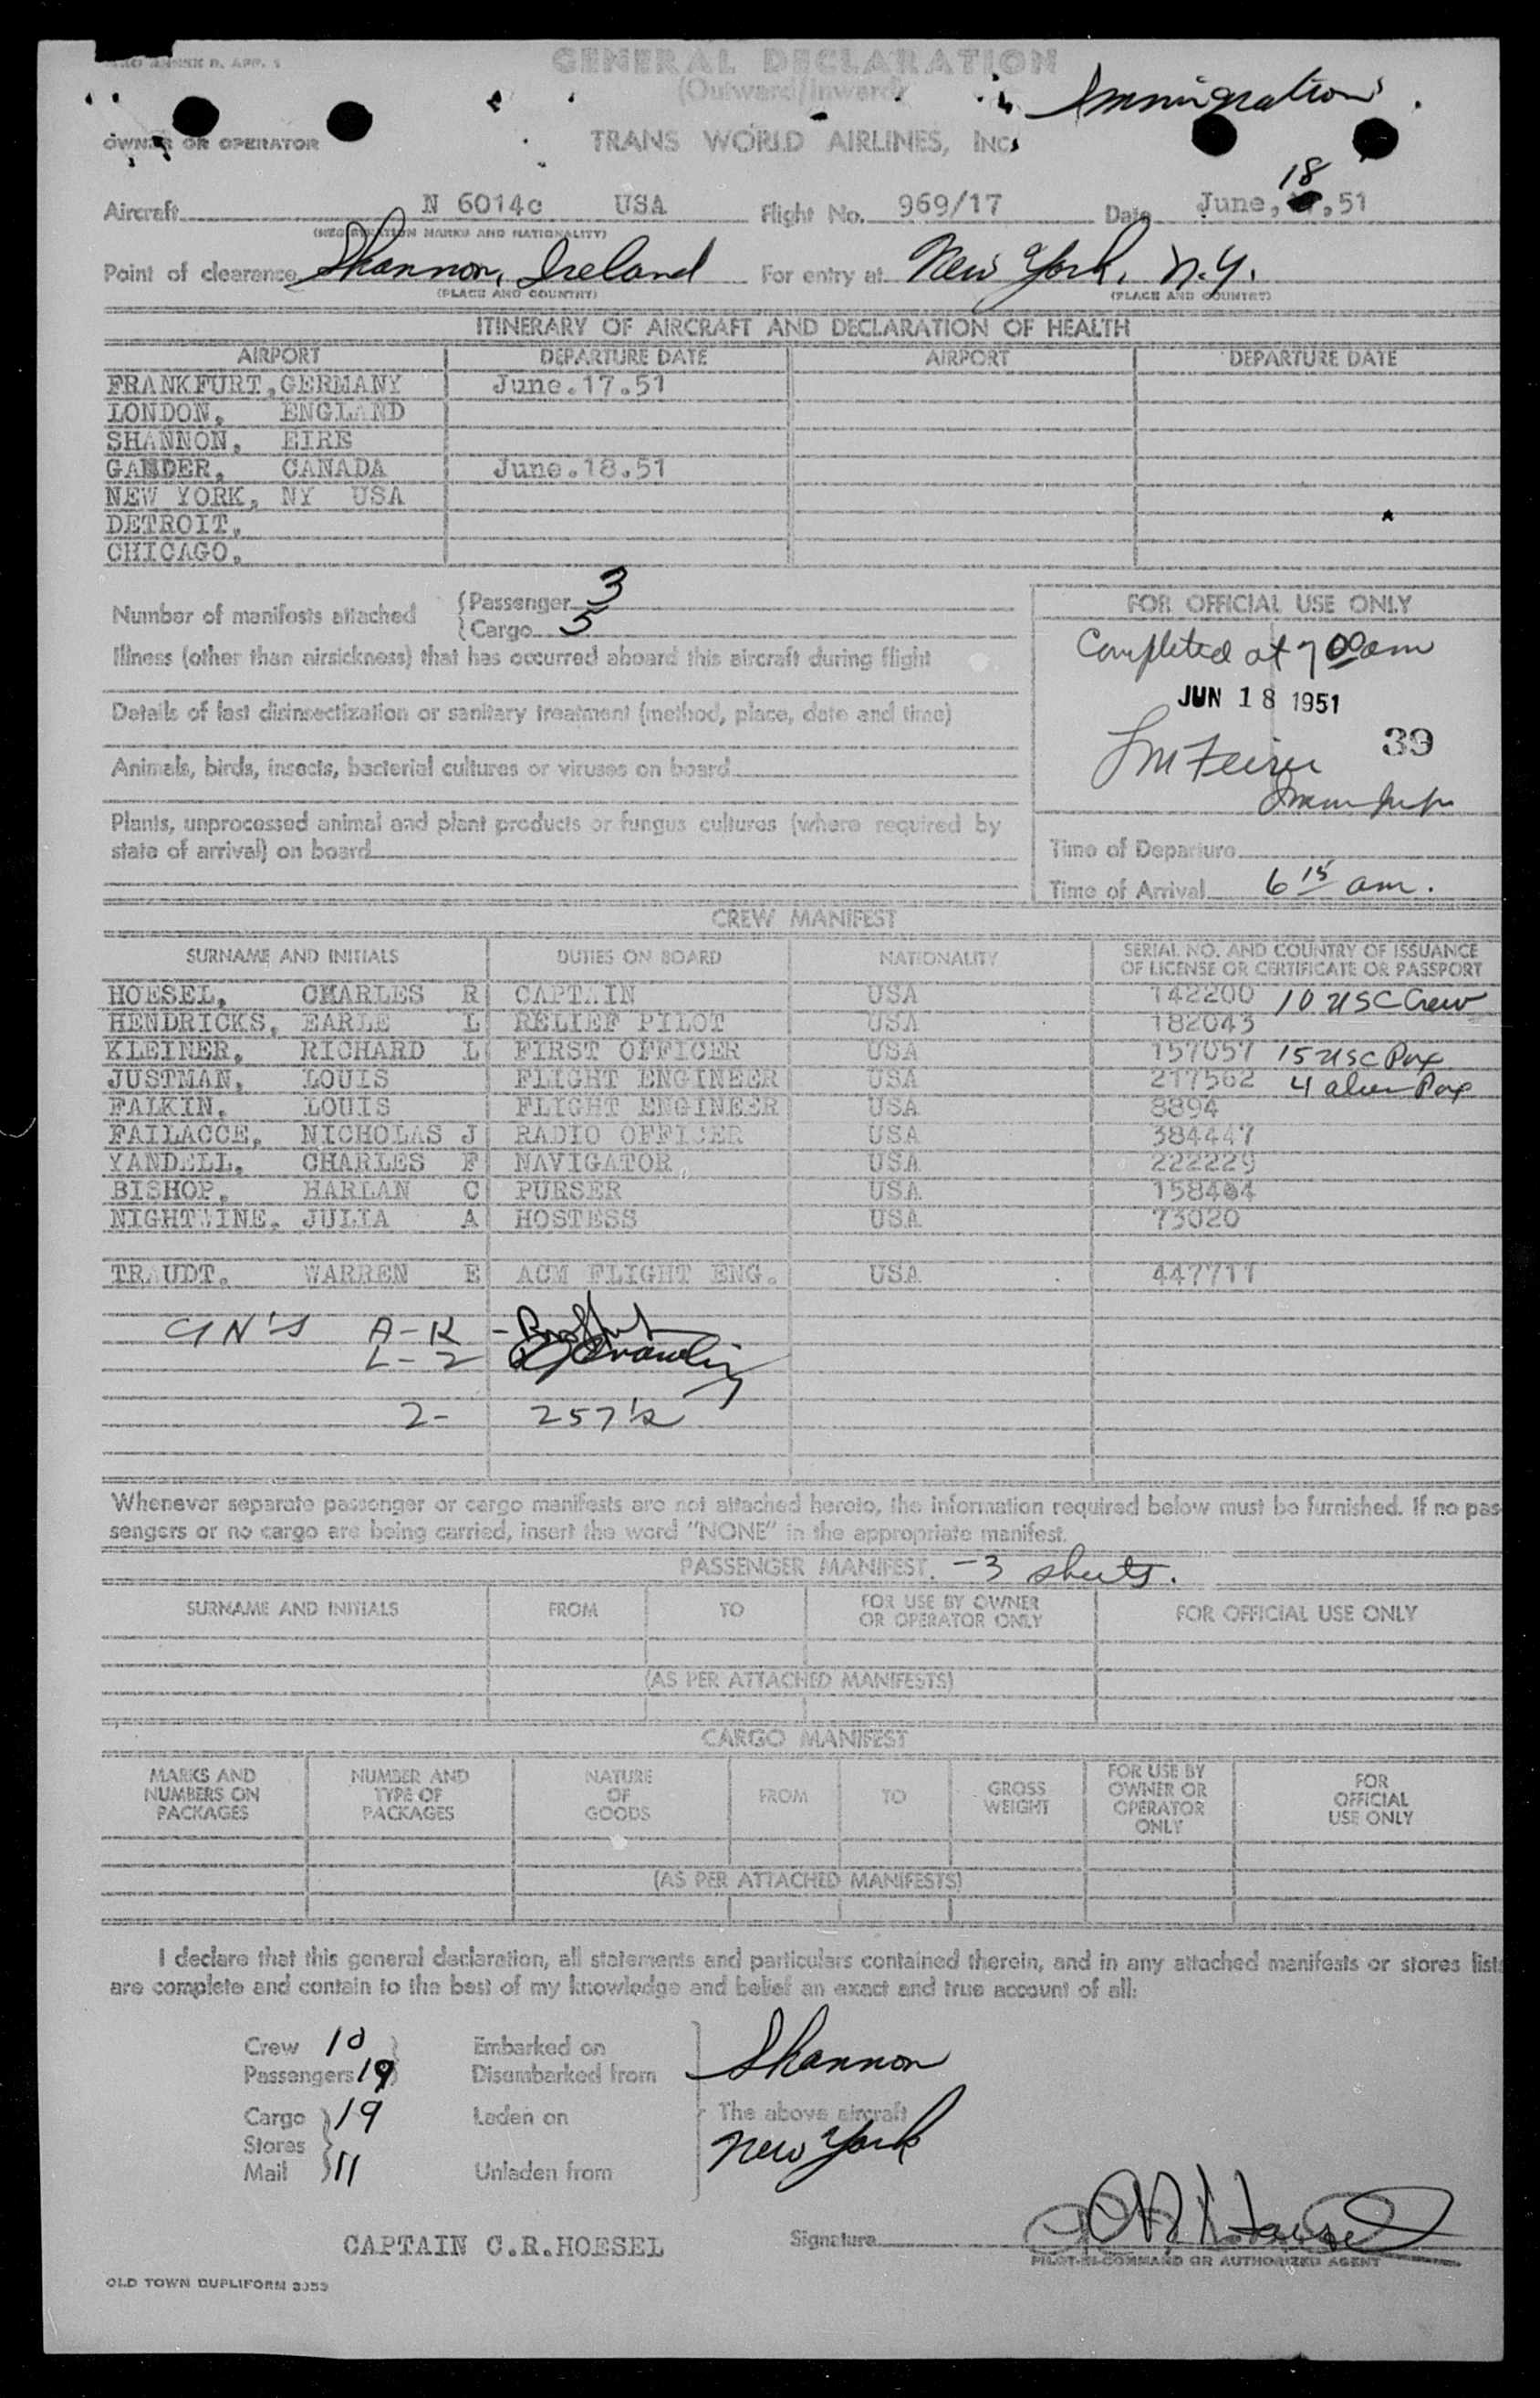 ANNEX D. APP. 1
GENERAL DECLARATION
(Outward/Inward)
Immigration
OWNER OR OPERATOR
TRANS WORLD AIRLINES, INC.
Aircraft N 6014c USA Flight No. 969/17 Date June, 18, 51
(REGISTRATION MARKS AND NATIONALITY)
Point of clearence Shannon, Ireland For entry at New York, N.Y.
(PLACE AND COUNTRY) (PLACE AND COUNTRY)
ITINERARY OF AIRCRAFT AND DECLARATION OF HEALTH
AIRPORT DEPARTURE DATE AIRPORT DEPARTURE DATE
FRANKFURT, GERMANY June.17.51
LONDON, ENGLAND
SHANNON, EIRE
GANDER, CANADA June.18.51
NEW YORK, NY USA
DETROIT,
CHICAGO,
Number of manifests attached
Passenger 3
Cargo 5
FOR OFFICIAL USE ONLY
Completed at 7 00 am
JUN 18 1951
39
Illness (other than airsickness) that has occurred aboard this aircraft during flight
Details of last disinsectization or sanitary treatment (method, place, date and time)
Animals, birds, insects, bacterial cultures or viruses on board
Plants, unprocessed animal and plant products or fungus cultures (where required by
state of arrival) on board
Time of Departure
Time of Arrival 6 15 am.
CREW MANIFEST
SURNAME AND INITIALS DUTIES ON BOARD NATIONALITY SERIAL NO. AND COUNTRY OF ISSUANCE
OF LICENSE OR CERTIFICATE OR PASSPORT
HOESEL, CHARLES R CAPTAIN USA 142200 10 USC Crew
HENDRICKS, EARLE L RELIEF PILOT USA 182043
KLEINER, RICHARD L FIRST OFFICER USA 157057 15 USC Pax
JUSTMAN, LOUIS FLIGHT ENGINEER USA 217562 4 alien Pax
FALKIN, LOUIS FLIGHT ENGINEER USA 8894
FAILACCE, NICHOLAS J RADIO OFFICER USA 384447
YANDELL, CHARLES F NAVIGATOR USA 222229
BISHOP, HARLAN C PURSER USA 158404
NIGHTWINE, JULIA A HOSTESS USA 73020
TRAUDT, WARREN E ACM FLIGHT ENG. USA 447711
A-K
L-Z
2- 257's
Whenever separate passenger or cargo manifests are not attached hereto, the information required below must be furnished. If no pas-
sengers or no cargo are being carried, insert the word "NONE" in the appropriate manifest.
PASSENGER MANIFEST. -3 sheets.
SURNAME AND INITIALS FROM TO FOR USE BY OWNER
OR OPERATOR ONLY FOR OFFICIAL USE ONLY
(AS PER ATTACHED MANIFESTS)
CARGO MANIFEST
MARKS AND
NUMBERS ON
PACKAGES
NUMBER AND
TYPE OF
PACKAGES
NATURE
OF
GOODS
FROM
TO
GROSS
WEIGHT
FOR USE BY
OWNER OR
OPERATOR
ONLY
FOR
OFFICIAL
USE ONLY
(AS PER ATTACHED MANIFESTS)
I declare that this general declaration, all statements and particulars contained therein, and in any attached manifests or stores lists
are complete and contain to the best of my knowledge and belief an exact and true account of all:
Crew 10 Embarked on
Passengers 19 Disembarked from Shannon
Cargo 19 Laden on The above aircraft
Stores New York
Mail 11 Unladen from
CAPTAIN C.R.HOESEL Signature C R Hoesel
PILOT-IN-COMMAND OR AUTHORIZED AGENT
OLD TOWN DUPLIFORM 3053